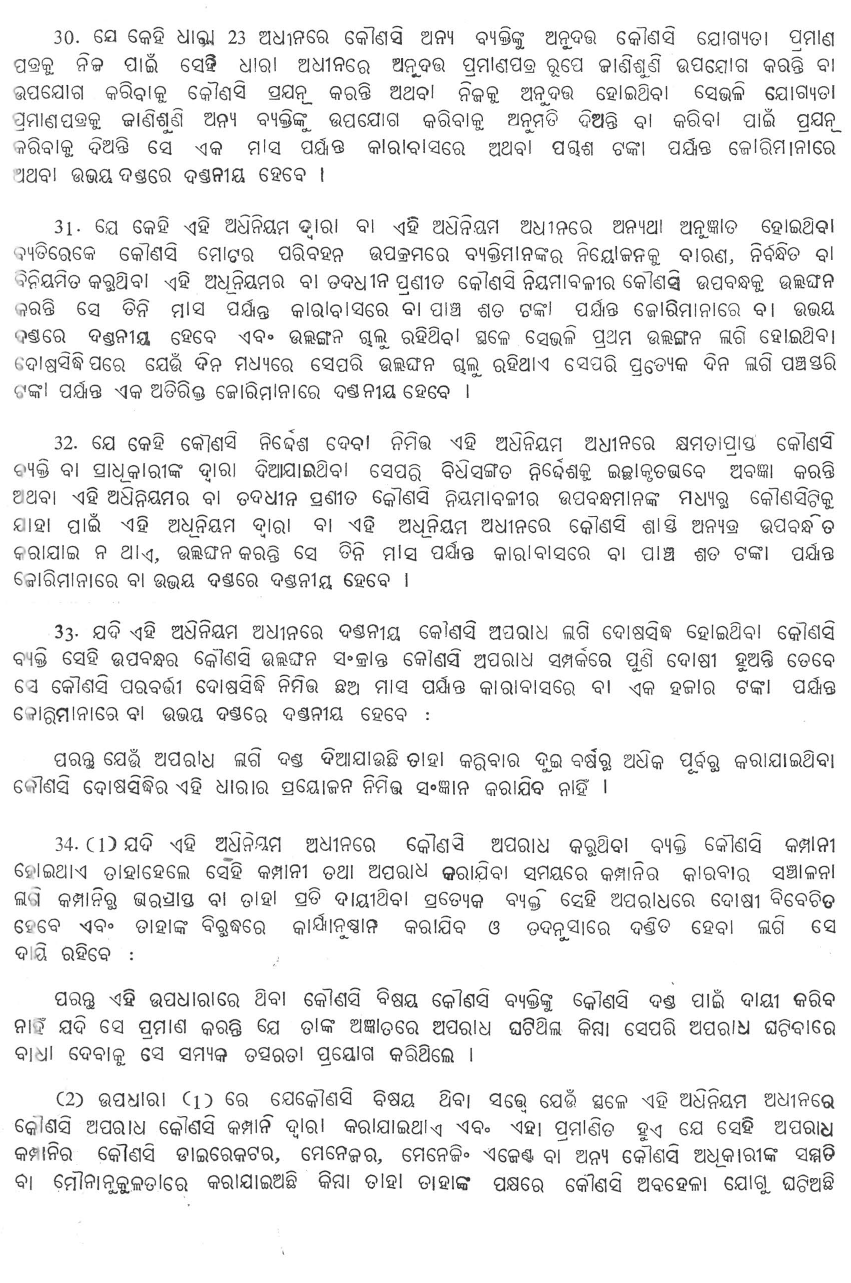 30. ଯେ କେହି ଧାରା 23 ଅଧୀନରେ କୌଣସି ଅନ୍ୟ ବ୍ୟକ୍ତିଙ୍କୁ ଅନୁଦତ୍ତ କୌଣସି ଯୋଗ୍ୟତା ପ୍ରମାଣ
ପତ୍ରକୁ ନିଜ ପାଇଁ ସେହି ଧାରା ଅଧୀନରେ ଅନୁଦତ୍ତ ପ୍ରମାଣପତ୍ର ରୂପେ ଜାଣିଶୁଣି ଉପଯୋଗ କରନ୍ତି ବା
ଉପଯୋଗ କରିବାକୁ କୌଣସି ପ୍ରଯତ୍ନ କରନ୍ତି ଅଥବା ନିଜକୁ ଅନୁଦତ୍ତ ହୋଇଥିବା ସେଭଳି ଯୋଗ୍ୟତା
ପ୍ରମାଣପତ୍ରକୁ ଜାଣିଶୁଣି ଅନ୍ୟ ବ୍ୟକ୍ତିଙ୍କୁ ଉପଯୋଗ କରିବାକୁ ଅନୁମତି ଦିଅନ୍ତି ବା କରିବା ପାଇଁ ପ୍ରଯତ୍ନ
କରିବାକୁ ଦିଅନ୍ତି ସେ ଏକ ମାସ ପର୍ଯ୍ୟନ୍ତ କାରାବାସରେ ଅଥବା ପଚାଶ ଟଙ୍କା ପର୍ଯ୍ୟନ୍ତ ଜୋରିମାନାରେ
ଅଥବା ଉଭୟ ଦଣ୍ଡରେ ଦଣ୍ଡନୀୟ ହେବେ ।
31. ଯେ କେହି ଏହି ଅଧିନିୟମ ଦ୍ୱାରା ବା ଏହି ଅଧିନିୟମ ଅଧୀନରେ ଅନ୍ୟଥା ଅନୁଜ୍ଞାତ ହୋଇଥିବା
ବ୍ୟତିରେକେ କୌଣସି ମୋଟର ପରିବହନ ଉପକ୍ରମରେ ବ୍ୟକ୍ତିମାନଙ୍କର ନିୟୋଜନକୁ ବାରଣ, ନିର୍ବନ୍ଧିତ ବା
ବିନିୟମିତ କରୁଥିବା ଏହି ଅଧିନିୟମର ବା ତଦଧୀନ ପ୍ରଣୀତ କୌଣସି ନିୟମାବଳୀର କୌଣସି ଉପବନ୍ଧକୁ ଉଲ୍ଲଙ୍ଘନ
କରନ୍ତି ସେ ତିନି ମାସ ପର୍ଯ୍ୟନ୍ତ କାରାବାସରେ ବା ପାଞ୍ଚ ଶତ ଟଙ୍କା ପର୍ଯ୍ୟନ୍ତ ଜୋରିମାନାରେ ବା ଉଭୟ
ଦଣ୍ଡରେ ଦଣ୍ଡନୀୟ ହେବେ ଏବଂ ଉଲ୍ଲଙ୍ଘନ ଚାଲୁ ରହିଥିବା ସ୍ଥଳେ ସେଭଳି ପ୍ରଥମ ଉଲ୍ଲଙ୍ଘନ ଲାଗି ହୋଇଥିବା
ଦୋଷସିଦ୍ଧି ପରେ ଯେଉଁ ଦିନ ମଧ୍ୟରେ ସେପରି ଉଲ୍ଲଙ୍ଘନ ଚାଲୁ ରହିଥାଏ ସେପରି ପ୍ରତ୍ୟେକ ଦିନ ଲାଗି ପଞ୍ଚସ୍ତରି
ଟଙ୍କା ପର୍ଯ୍ୟନ୍ତ ଏକ ଅତିରିକ୍ତ ଜୋରିମାନାରେ ଦଣ୍ଡନୀୟ ହେବେ ।
32. ଯେ କେହି କୌଣସି ନିର୍ଦ୍ଦେଶ ଦେବା ନିମିତ୍ତ ଏହି ଅଧିନିୟମ ଅଧୀନରେ କ୍ଷମତାପ୍ରାପ୍ତ କୌଣସି
ବ୍ୟକ୍ତି ବା ପ୍ରାଧିକାରୀଙ୍କ ଦ୍ୱାରା ଦିଆଯାଇଥିବା ସେପରି ବିଧିସଙ୍ଗତ ନିର୍ଦ୍ଦେଶକୁ ଇଚ୍ଛାକୃତଭାବେ ଅବଜ୍ଞା କରନ୍ତି
ଅଥବା ଏହି ଅଧିନିୟମର ବା ତଦଧୀନ ପ୍ରଣୀତ କୌଣସି ନିୟମାବଳୀର ଉପବନ୍ଧମାନଙ୍କ ମଧ୍ୟରୁ କୌଣସିଟିକୁ
ଯାହା ପାଇଁ ଏହି ଅଧିନିୟମ ଦ୍ୱାରା ବା ଏହି ଅଧିନିୟମ ଅଧୀନରେ କୌଣସି ଶାସ୍ତି ଅନ୍ୟତ୍ର ଉପବନ୍ଧିତ
କରାଯାଇ ନ ଥାଏ, ଉଲ୍ଲଙ୍ଘନ କରନ୍ତି ସେ ତିନି ମାସ ପର୍ଯ୍ୟନ୍ତ କାରାବାସରେ ବା ପାଞ୍ଚ ଶତ ଟଙ୍କା ପର୍ଯ୍ୟନ୍ତ
ଜୋରିମାନାରେ ବା ଉଭୟ ଦଣ୍ଡରେ ଦଣ୍ଡନୀୟ ହେବେ ।
33. ଯଦି ଏହି ଅଧିନିୟମ ଅଧୀନରେ ଦଣ୍ଡନୀୟ କୌଣସି ଅପରାଧ ଲାଗି ଦୋଷସିଦ୍ଧ ହୋଇଥିବା କୌଣସି
ବ୍ୟକ୍ତି ସେହି ଉପବନ୍ଧର କୌଣସି ଉଲ୍ଲଙ୍ଘନ ସଂକ୍ରାନ୍ତ କୌଣସି ଅପରାଧ ସମ୍ପର୍କରେ ପୁଣି ଦୋଷୀ ହୁଅନ୍ତି ତେବେ
ସେ କୌଣସି ପରବର୍ତ୍ତୀ ଦୋଷସିଦ୍ଧି ନିମିତ୍ତ ଛଅ ମାସ ପର୍ଯ୍ୟନ୍ତ କାରାବାସରେ ବା ଏକ ହଜାର ଟଙ୍କା ପର୍ଯ୍ୟନ୍ତ
ଜୋରିମାନାରେ ବା ଉଭୟ ଦଣ୍ଡରେ ଦଣ୍ଡନୀୟ ହେବେ :
ପରନ୍ତୁ ଯେଉଁ ଅପରାଧ ଲାଗି ଦଣ୍ଡ ଦିଆଯାଉଛି ତାହା କରିବାର ଦୁଇ ବର୍ଷରୁ ଅଧିକ ପୂର୍ବରୁ କରାଯାଇଥିବା
କୌଣସି ଦୋଷସିଦ୍ଧିର ଏହି ଧାରାର ପ୍ରୟୋଜନ ନିମିତ୍ତ ସଂଜ୍ଞାନ କରାଯିବ ନାହିଁ ।
34. (1) ଯଦି ଏହି ଅଧିନିୟମ ଅଧୀନରେ କୌଣସି ଅପରାଧ କରୁଥିବା ବ୍ୟକ୍ତି କୌଣସି କମ୍ପାନୀ
ହୋଇଥାଏ ତାହାହେଲେ ସେହି କମ୍ପାନୀ ତଥା ଅପରାଧ କରାଯିବା ସମୟରେ କମ୍ପାନିର କାରବାର ସଞ୍ଚାଳନା
ଲାଗି କମ୍ପାନିରୁ ଭାରପ୍ରାପ୍ତ ବା ତାହା ପ୍ରତି ଦାୟୀଥିବା ପ୍ରତ୍ୟେକ ବ୍ୟକ୍ତି ସେହି ଅପରାଧରେ ଦୋଷୀ ବିବେଚିତ
ହେବେ ଏବଂ ତାହାଙ୍କ ବିରୁଦ୍ଧରେ କାର୍ଯ୍ୟାନୁଷ୍ଠାନ କରାଯିବ ଓ ତଦନୁସାରେ ଦଣ୍ଡିତ ହେବା ଲାଗି ସେ
ଦାୟି ରହିବେ :
ପରନ୍ତୁ ଏହି ଉପଧାରାରେ ଥିବା କୌଣସି ବିଷୟ କୌଣସି ବ୍ୟକ୍ତିଙ୍କୁ କୌଣସି ଦଣ୍ଡ ପାଇଁ ଦାୟୀ କରିବ
ନାହିଁ ଯଦି ସେ ପ୍ରମାଣ କରନ୍ତି ଯେ ତାଙ୍କ ଅଜ୍ଞାତରେ ଅପରାଧ ଘଟିଥିଲା କିମ୍ବା ସେପରି ଅପରାଧ ଘଟିବାରେ
ବାଧା ଦେବାକୁ ସେ ସମ୍ୟକ ତତ୍ପରତା ପ୍ରୟୋଗ କରିଥିଲେ ।
(2) ଉପଧାରା (1) ରେ ଯେକୌଣସି ବିଷୟ ଥିବା ସତ୍ତ୍ୱେ ଯେଉଁ ସ୍ଥଳେ ଏହି ଅଧିନିୟମ ଅଧୀନରେ
କୌଣସି ଅପରାଧ କୌଣସି କମ୍ପାନି ଦ୍ୱାରା କରାଯାଇଥାଏ ଏବଂ ଏହା ପ୍ରମାଣିତ ହୁଏ ଯେ ସେହି ଅପରାଧ
କମ୍ପାନିର କୌଣସି ଡାଇରେକଟର, ମେନେଜର, ମେନେଜିଂ ଏଜେଣ୍ଟ ବା ଅନ୍ୟ କୌଣସି ଅଧିକାରୀଙ୍କ ସମ୍ମତି
ବା ମୌନାନୁକୂଳତାରେ କରାଯାଇଅଛି କିମ୍ବା ତାହା ତାହାଙ୍କ ପକ୍ଷରେ କୌଣସି ଅବହେଳା ଯୋଗୁ ଘଟିଅଛି